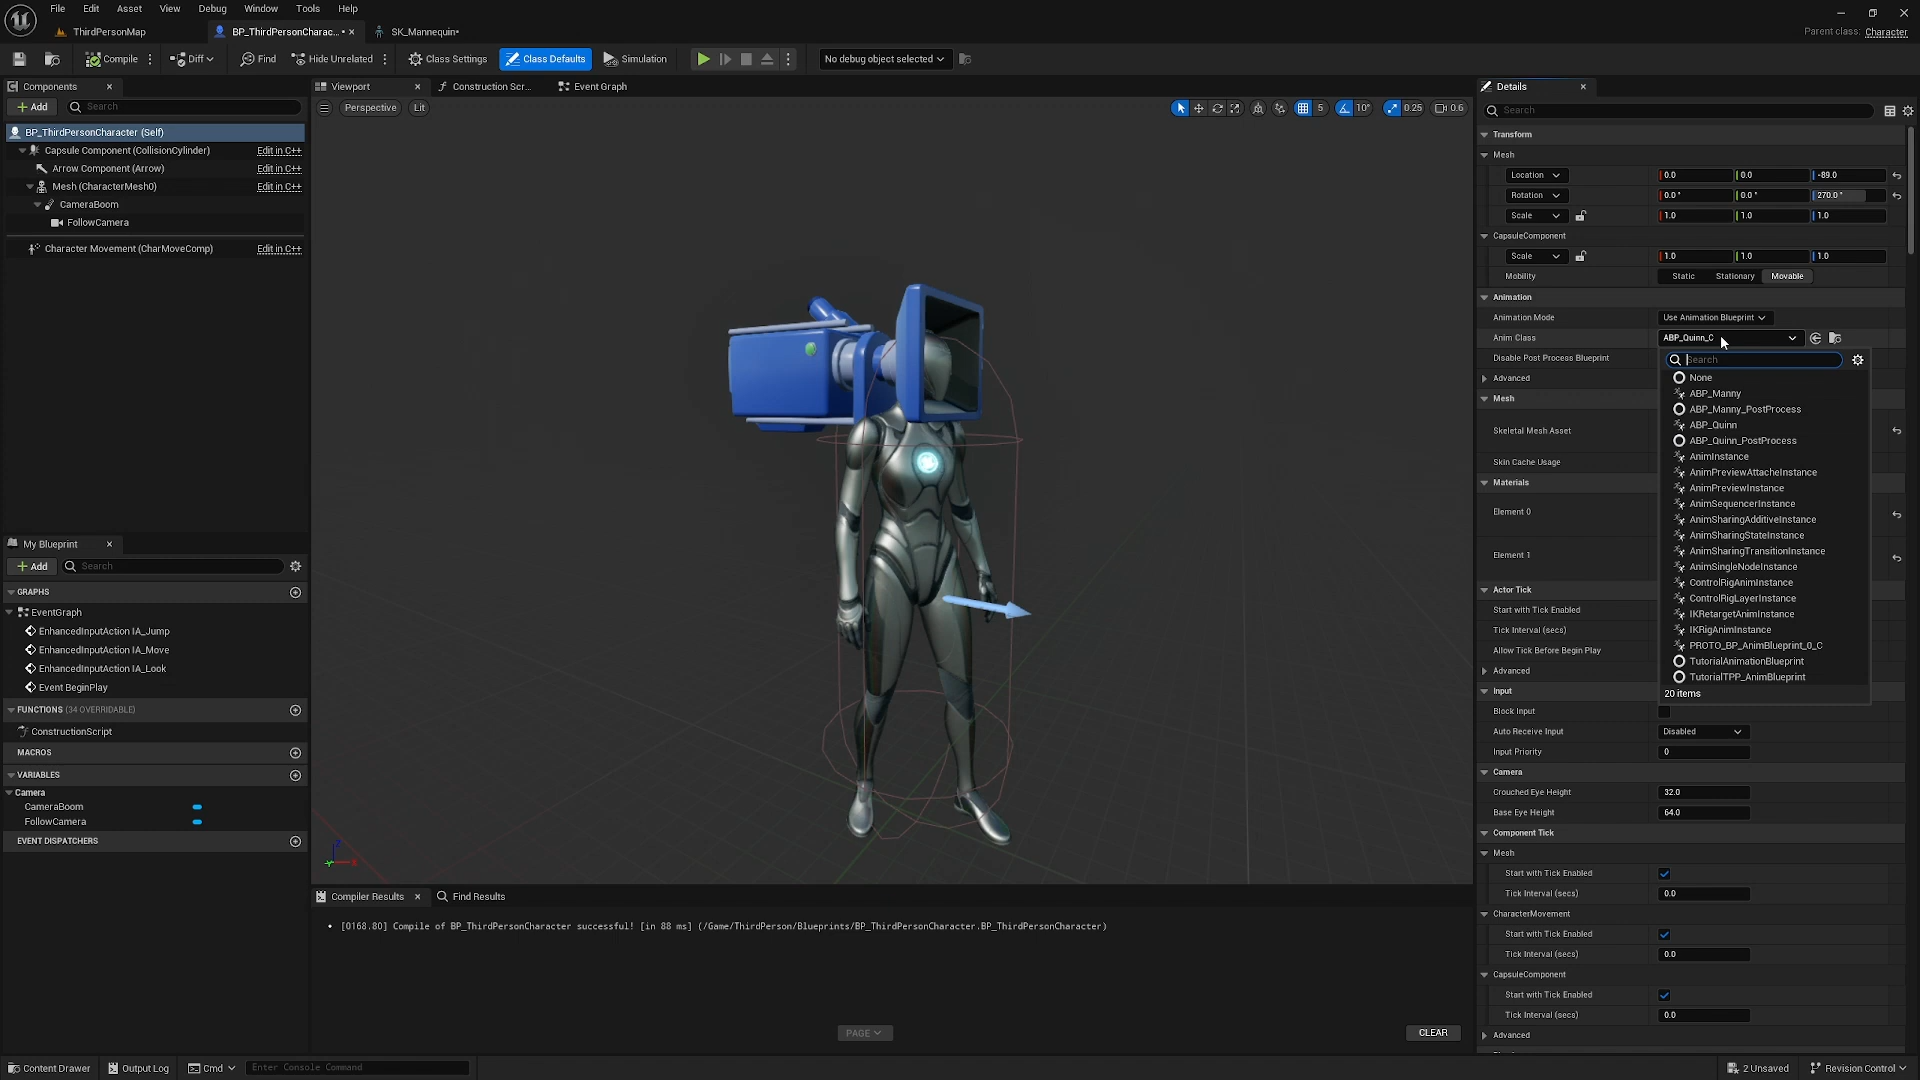 File Edit Asset View Debug Window Tools Help
ThirdPersonMap
BP_ThirdPersonCharac...•
SK_Mannequin•
Parent class: Character
Compile
Diff
Find
Hide Unrelated
Class Settings
Class Defaults
Simulation
No debug object selected
Components
Add
Search
BP_ThirdPersonCharacter (Self)
Capsule Component (CollisionCylinder) Edit in C++
Arrow Component (Arrow) Edit in C++
Mesh (CharacterMesh0) Edit in C++
CameraBoom
FollowCamera
Character Movement (CharMoveComp) Edit in C++
My Blueprint
Add
Search
GRAPHS
EventGraph
EnhancedInputAction IA_Jump
EnhancedInputAction IA_Move
EnhancedInputAction IA_Look
Event BeginPlay
FUNCTIONS (34 OVERRIDABLE)
ConstructionScript
MACROS
VARIABLES
Camera
CameraBoom
FollowCamera
EVENT DISPATCHERS
Viewport
Construction Scr...
Event Graph
Perspective
Lit
5
10°
0.25
0.6
Z
X
Compiler Results
Find Results
[0168.80] Compile of BP_ThirdPersonCharacter successful! [in 88 ms] (/Game/ThirdPerson/Blueprints/BP_ThirdPersonCharacter.BP_ThirdPersonCharacter)
PAGE
CLEAR
Details
Search
Transform
Mesh
Location 0.0 0.0 -89.0
Rotation 0.0° 0.0° 270.0°
Scale 1.0 1.0 1.0
CapsuleComponent
Scale 1.0 1.0 1.0
Mobility Static Stationary Movable
Animation
Animation Mode Use Animation Blueprint
Anim Class ABP_Quinn_C
Disable Post Process Blueprint
Advanced
Mesh
Skeletal Mesh Asset
Skin Cache Usage
Materials
Element 0
Element 1
Actor Tick
Start with Tick Enabled
Tick Interval (secs)
Allow Tick Before Begin Play
Advanced
Search
None
ABP_Manny
ABP_Manny_PostProcess
ABP_Quinn
ABP_Quinn_PostProcess
AnimInstance
AnimPreviewAttacheInstance
AnimPreviewInstance
AnimSequencerInstance
AnimSharingAdditiveInstance
AnimSharingStateInstance
AnimSharingTransitionInstance
AnimSingleNodeInstance
ControlRigAnimInstance
ControlRigLayerInstance
IKRetargetAnimInstance
IKRigAnimInstance
PROTO_BP_AnimBlueprint_0_C
TutorialAnimationBlueprint
TutorialTPP_AnimBlueprint
20 items
Input
Block Input
Auto Receive Input Disabled
Input Priority 0
Camera
Crouched Eye Height 32.0
Base Eye Height 64.0
Component Tick
Mesh
Start with Tick Enabled
Tick Interval (secs) 0.0
CharacterMovement
Start with Tick Enabled
Tick Interval (secs) 0.0
CapsuleComponent
Start with Tick Enabled
Tick Interval (secs) 0.0
Advanced
Content Drawer
Output Log
Cmd
Enter Console Command
2 Unsaved
Revision Control